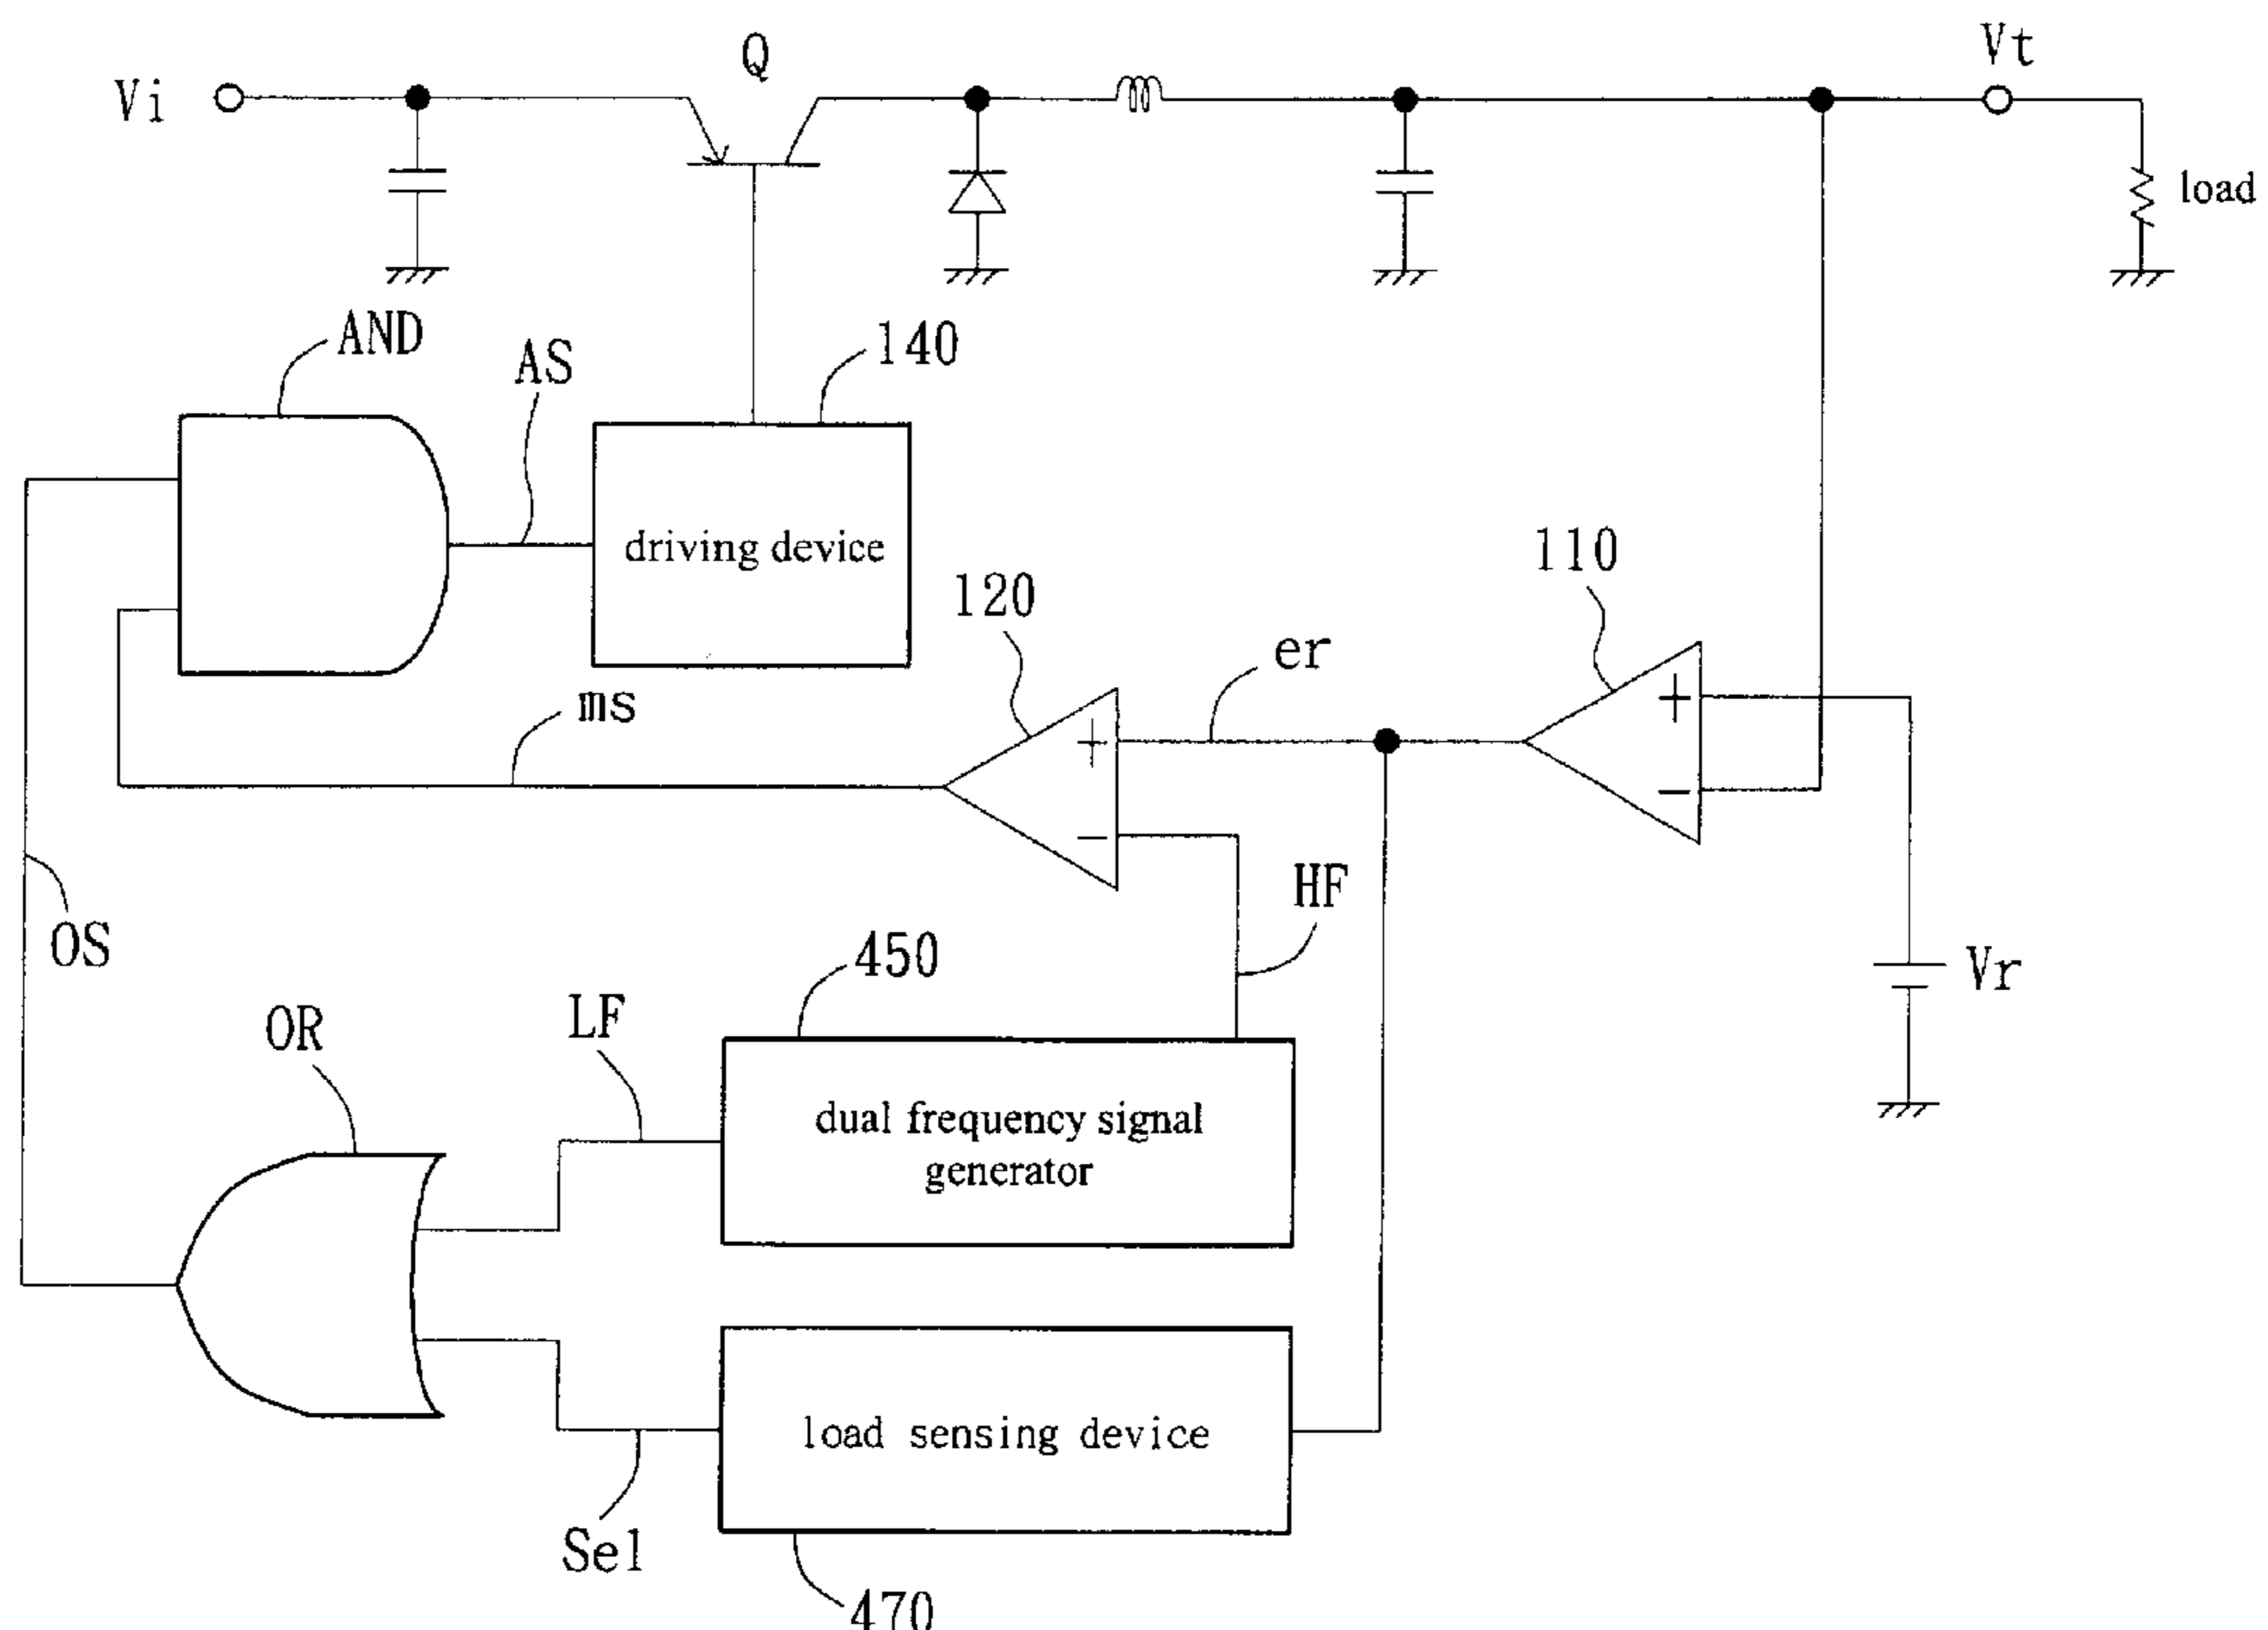 Q
Vt
Vi
load
AND
AS
140
driving device
110
120
er
+
+
ms
−
−
HF
OS
450
Vr
LF
OR
dual frequency signal
generator
load sensing device
Sel
470